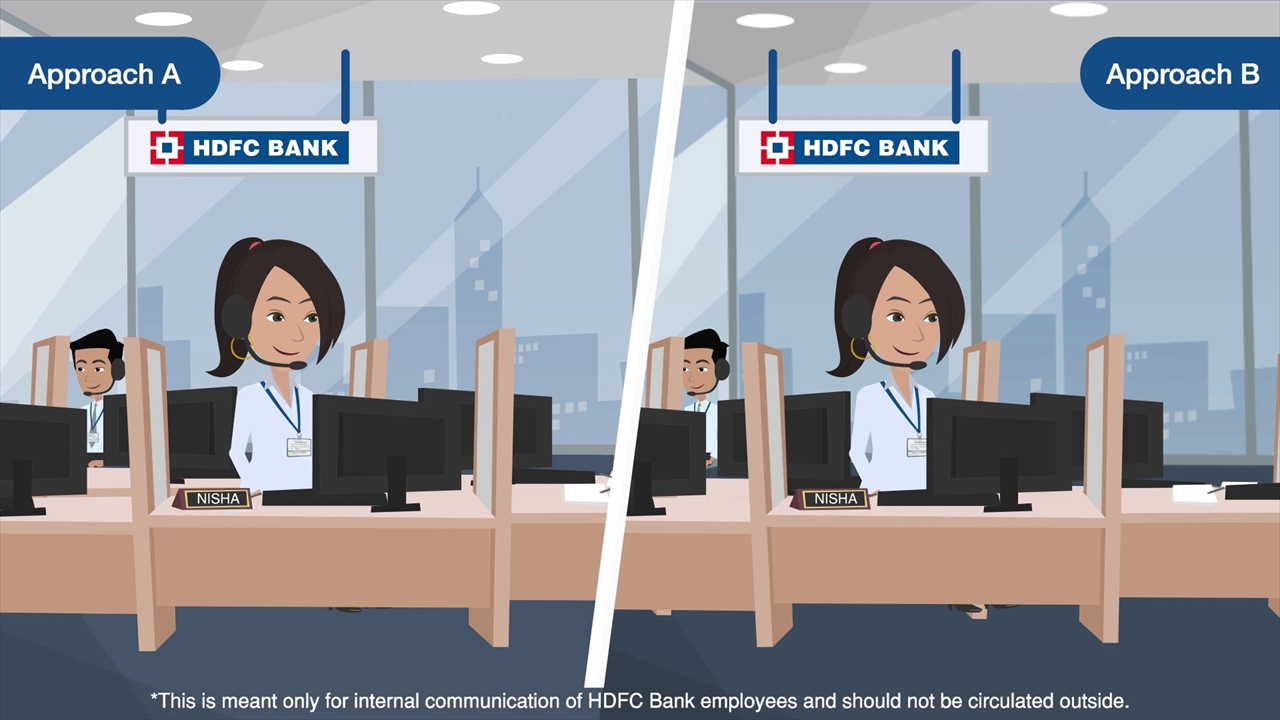 Approach A
Approach B
HDFC BANK
HDFC BANK
NISHA
NISHA
*This is meant only for internal communication of HDFC Bank employees and should not be circulated outside.